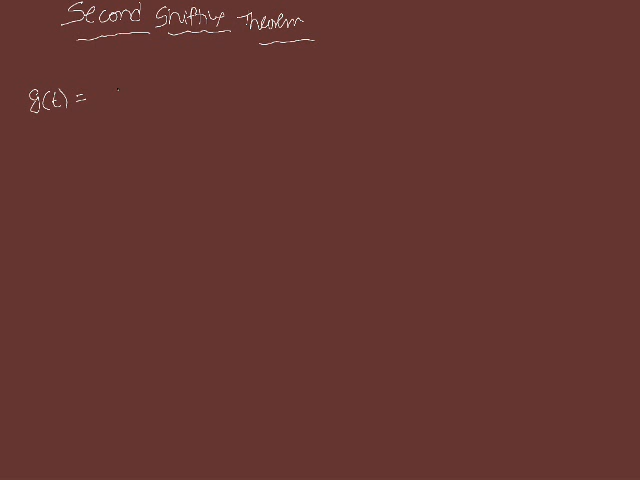 Second Shifting Theorem
g(t) =